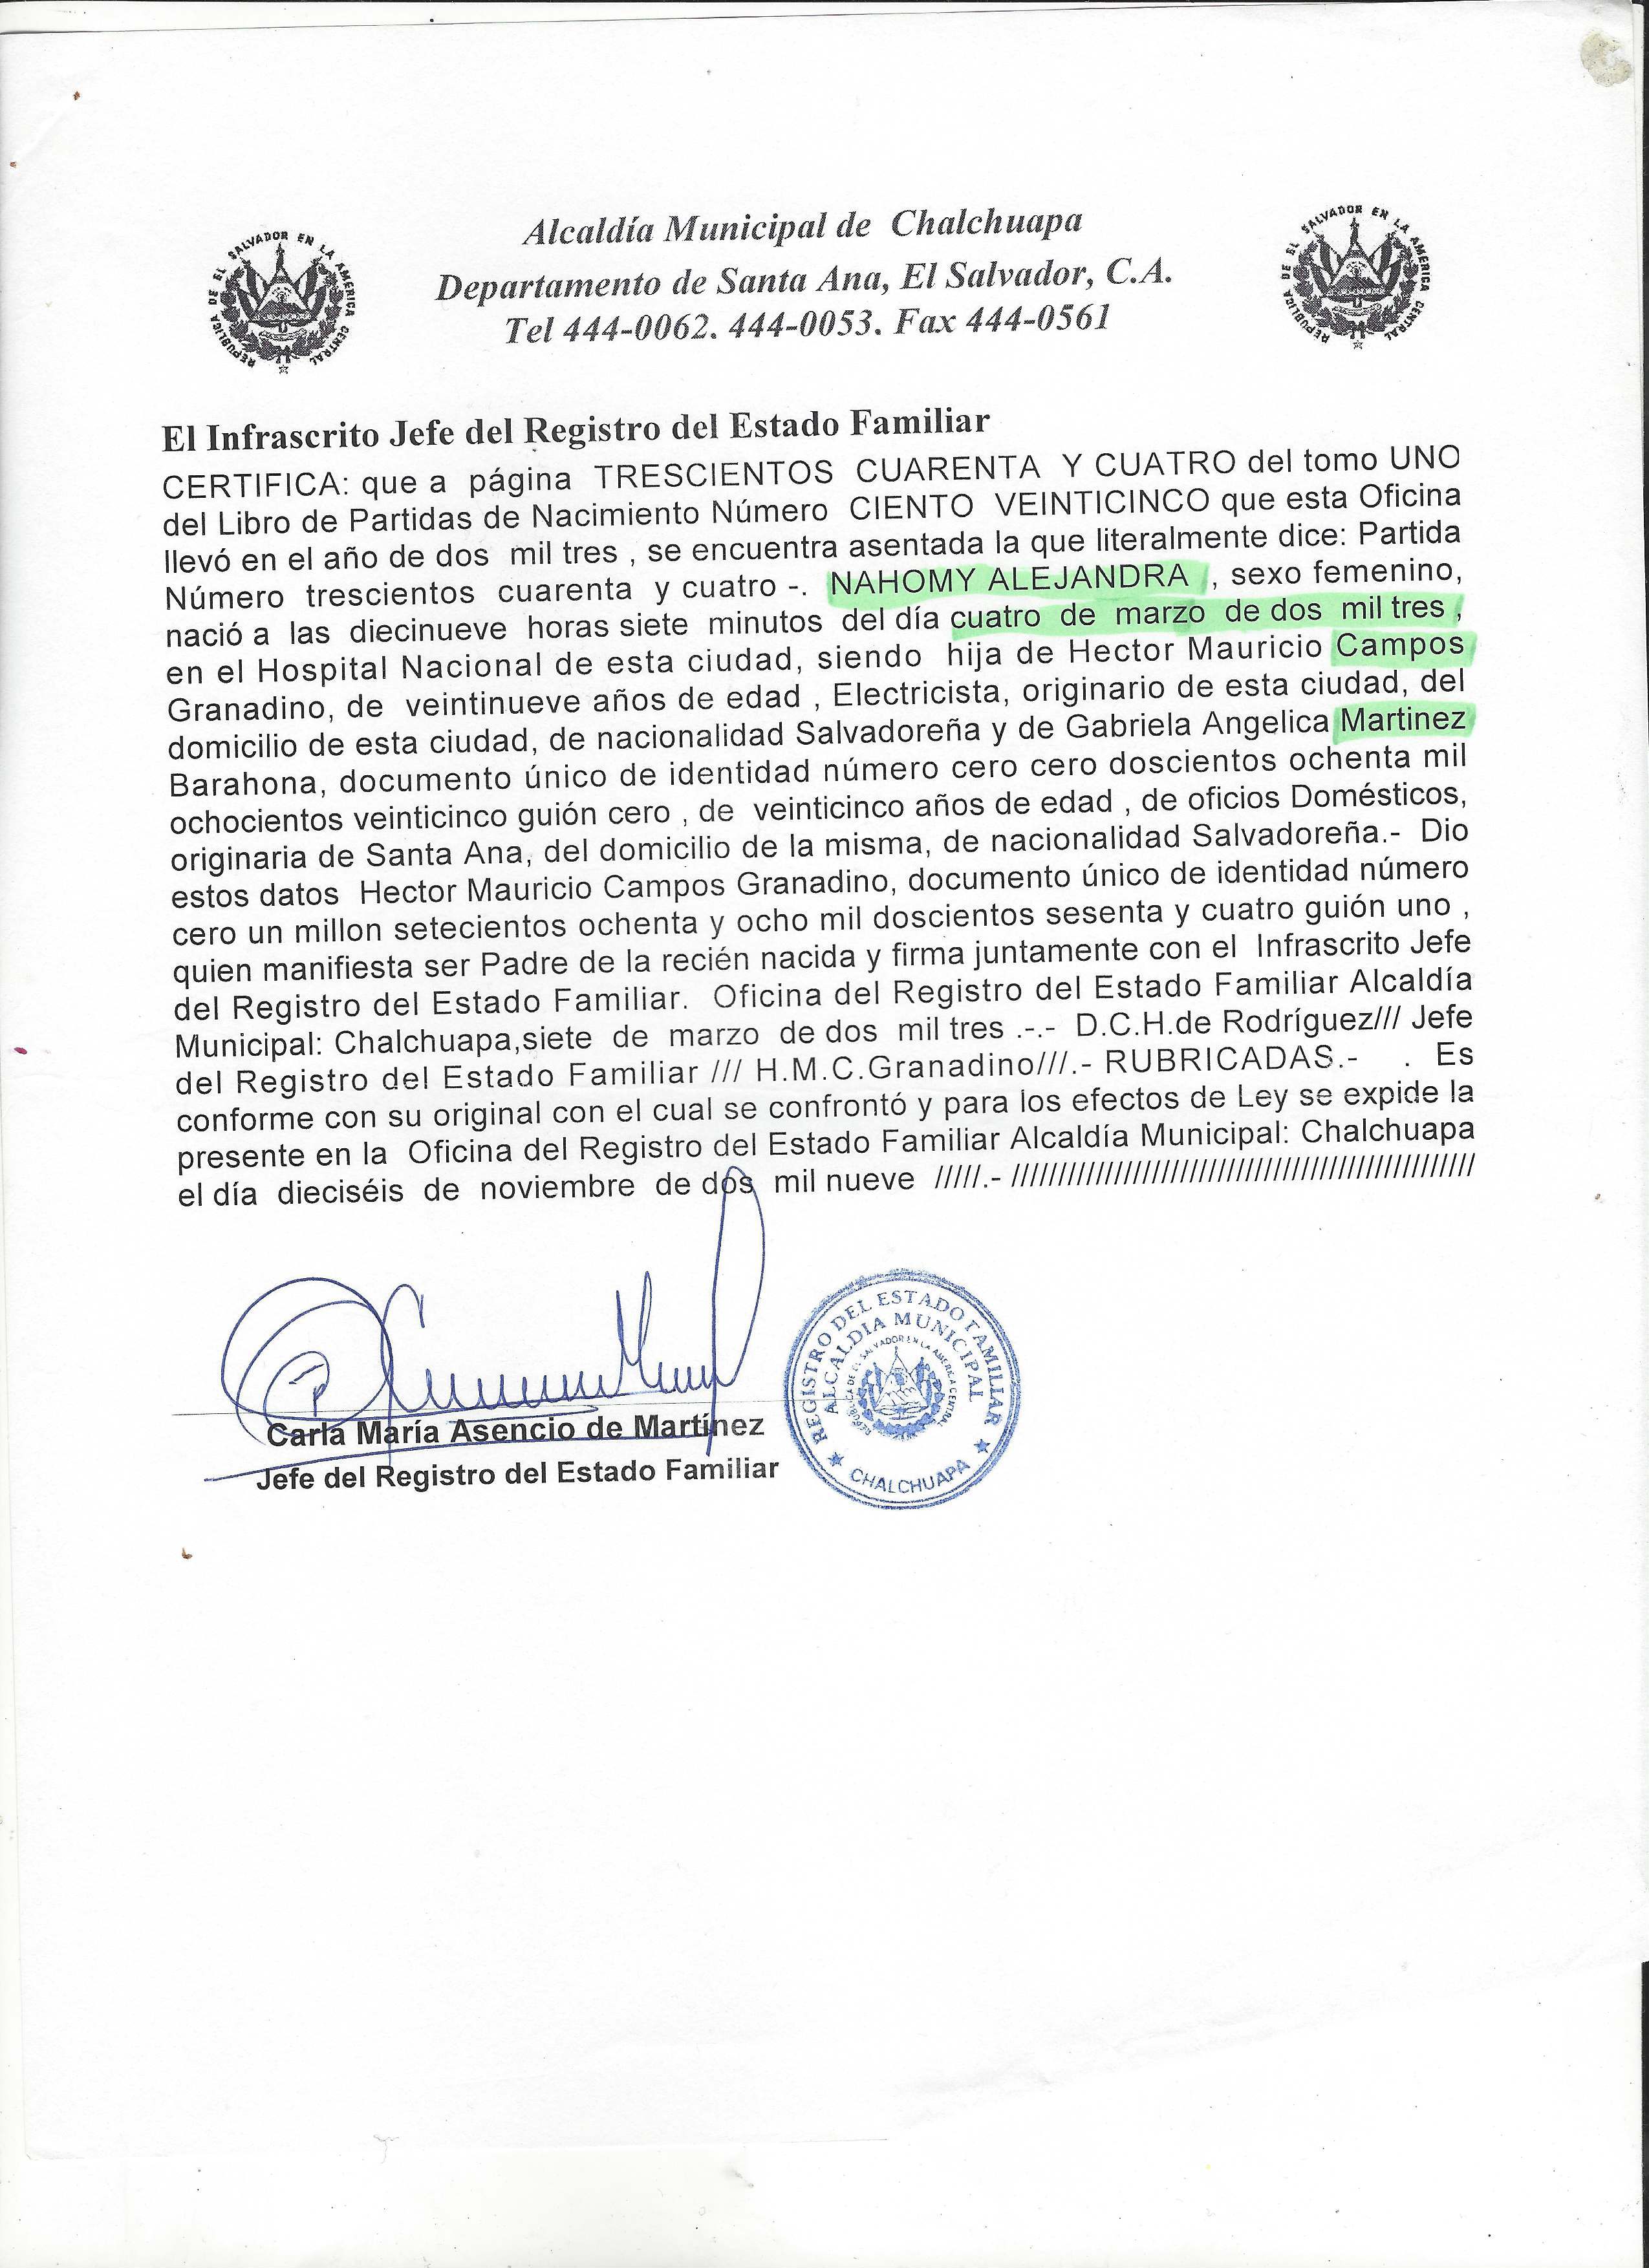 Alcaldía Municipal de Chalchuapa
Departamento de Santa Ana, El Salvador, C.A.
Tel 444-0062. 444-0053. Fax 444-0561
REPUBLICA DE EL SALVADOR EN LA AMERICA CENTRAL
REPUBLICA DE EL SALVADOR EN LA AMERICA CENTRAL
El Infrascrito Jefe del Registro del Estado Familiar
CERTIFICA: que a página TRESCIENTOS CUARENTA Y CUATRO del tomo UNO
del Libro de Partidas de Nacimiento Número CIENTO VEINTICINCO que esta Oficina
llevó en el año de dos mil tres , se encuentra asentada la que literalmente dice: Partida
Número trescientos cuarenta y cuatro -. NAHOMY ALEJANDRA , sexo femenino,
nació a las diecinueve horas siete minutos del día cuatro de marzo de dos mil tres ,
en el Hospital Nacional de esta ciudad, siendo hija de Hector Mauricio Campos
Granadino, de veintinueve años de edad , Electricista, originario de esta ciudad, del
domicilio de esta ciudad, de nacionalidad Salvadoreña y de Gabriela Angelica Martinez
Barahona, documento único de identidad número cero cero doscientos ochenta mil
ochocientos veinticinco guión cero , de veinticinco años de edad , de oficios Domésticos,
originaria de Santa Ana, del domicilio de la misma, de nacionalidad Salvadoreña.- Dio
estos datos Hector Mauricio Campos Granadino, documento único de identidad número
cero un millon setecientos ochenta y ocho mil doscientos sesenta y cuatro guión uno ,
quien manifiesta ser Padre de la recién nacida y firma juntamente con el Infrascrito Jefe
del Registro del Estado Familiar. Oficina del Registro del Estado Familiar Alcaldía
Municipal: Chalchuapa,siete de marzo de dos mil tres .-.- D.C.H.de Rodríguez/// Jefe
del Registro del Estado Familiar /// H.M.C.Granadino///.- RUBRICADAS.- . Es
conforme con su original con el cual se confrontó y para los efectos de Ley se expide la
presente en la Oficina del Registro del Estado Familiar Alcaldía Municipal: Chalchuapa
el día dieciséis de noviembre de dos mil nueve /////.- ////////////////////////////////////////////////
Carla María Asencio de Martínez
Jefe del Registro del Estado Familiar
REGISTRO DEL ESTADO FAMILIAR
ALCALDIA MUNICIPAL
REPUBLICA DE EL SALVADOR EN LA AMERICA CENTRAL
CHALCHUAPA